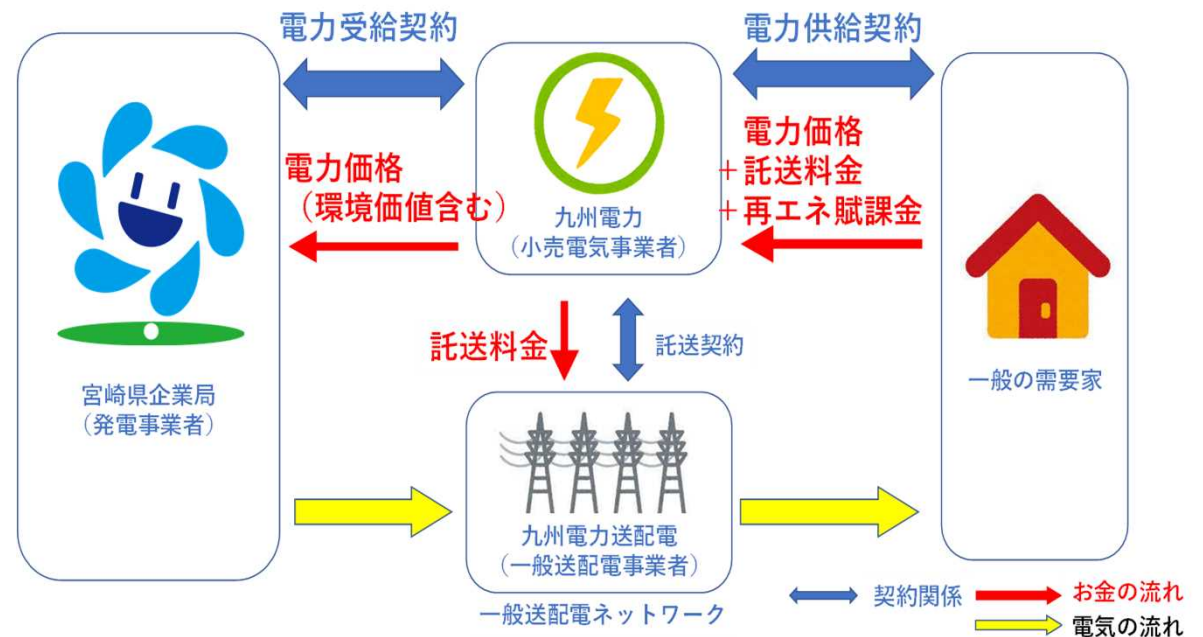 電力受給契約
電力供給契約
電力価格
（環境価値含む）
九州電力
（小売電気事業者）
電力価格
＋託送料金
＋再エネ賦課金
託送料金
託送契約
宮崎県企業局
（発電事業者）
一般の需要家
九州電力送配電
（一般送配電事業者）
一般送配電ネットワーク
契約関係
お金の流れ
電気の流れ